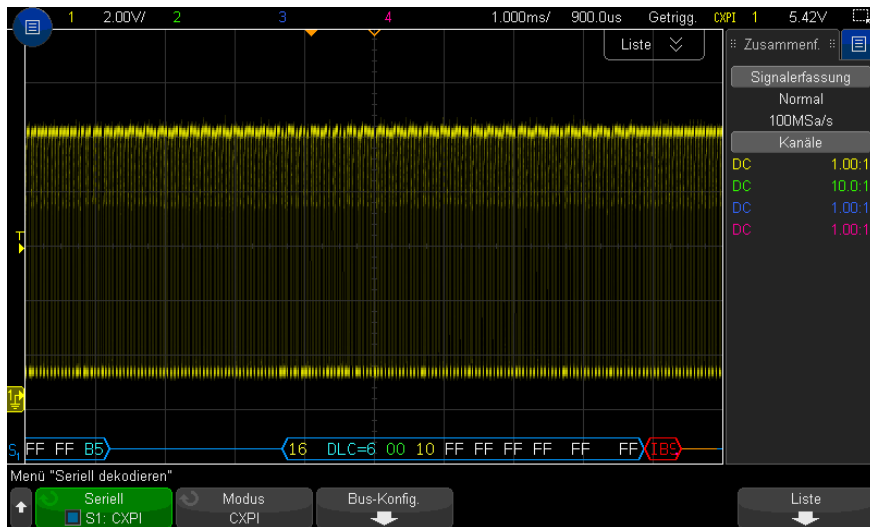 1 2.00V/ 2 3 4 1.000ms/ 900.0us Getrigg. CXPI 1 5.42V
Liste
Zusammenf.
Signalerfassung
Normal
100MSa/s
Kanäle
DC 1.00:1
DC 10.0:1
DC 1.00:1
DC 1.00:1
T
1
S1 FF FF B5 16 DLC=6 00 10 FF FF FF FF FF FF IBS
Menü "Seriell dekodieren"
Seriell
S1: CXPI
Modus
CXPI
Bus-Konfig.
Liste